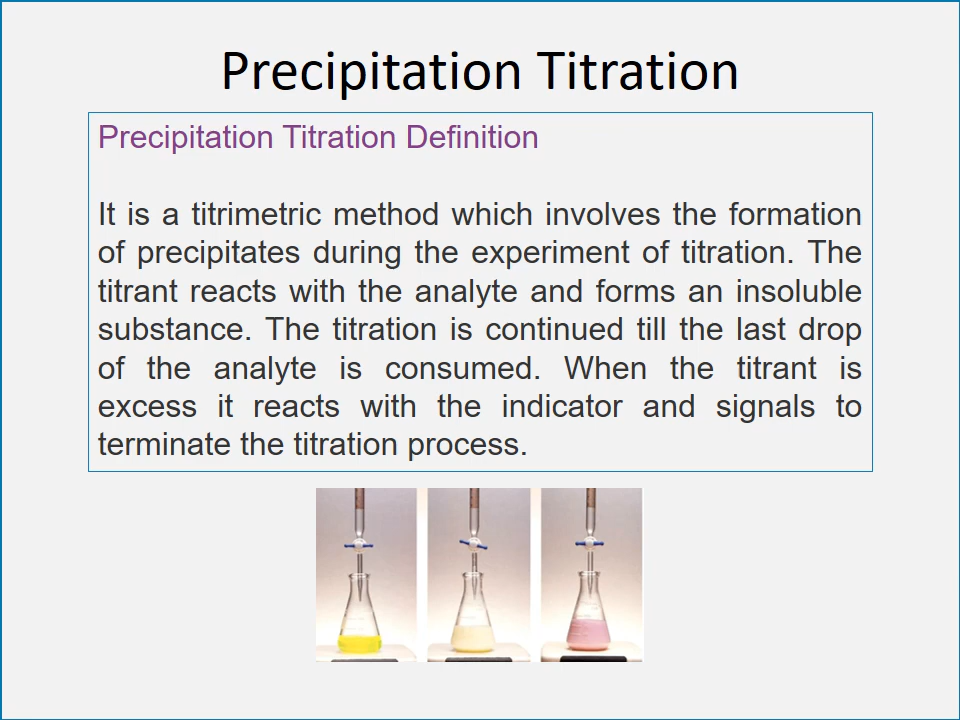 Precipitation Titration
Precipitation Titration Definition
It is a titrimetric method which involves the formation
of precipitates during the experiment of titration. The
titrant reacts with the analyte and forms an insoluble
substance. The titration is continued till the last drop
of the analyte is consumed. When the titrant is
excess it reacts with the indicator and signals to
terminate the titration process.